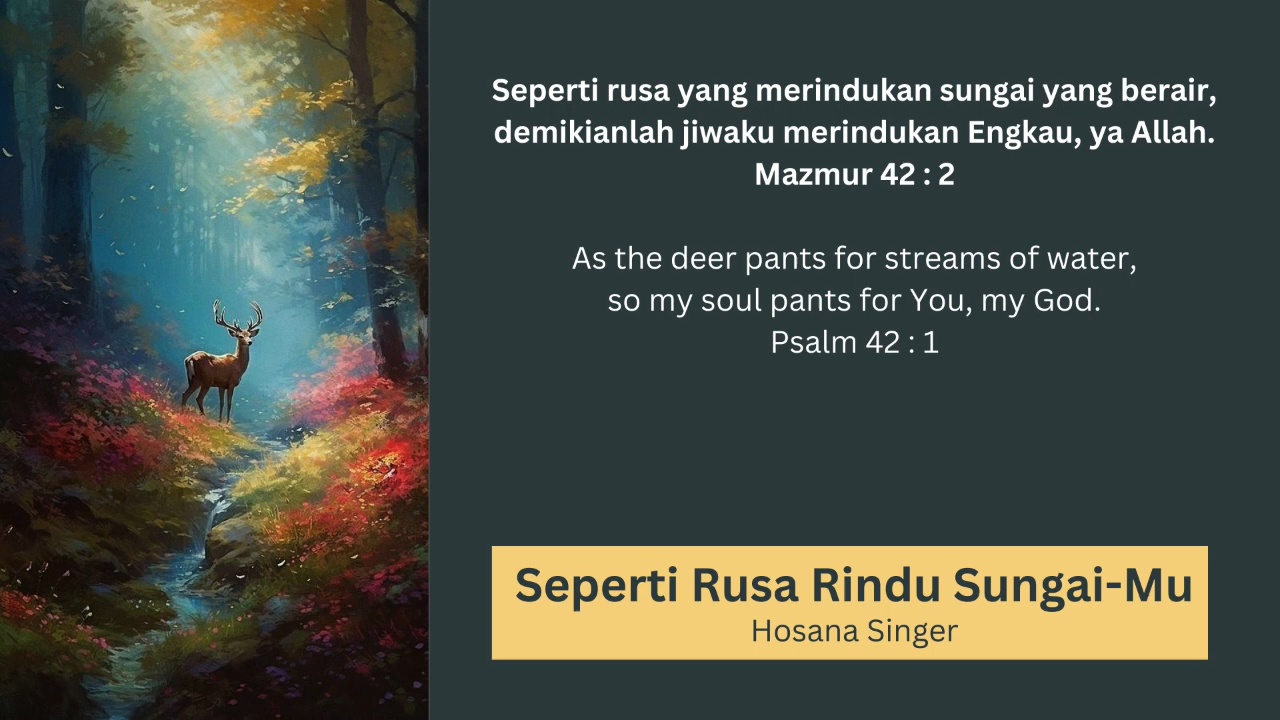 Seperti rusa yang merindukan sungai yang berair,
demikianlah jiwaku merindukan Engkau, ya Allah.
Mazmur 42 : 2
As the deer pants for streams of water,
so my soul pants for You, my God.
Psalm 42 : 1
Seperti Rusa Rindu Sungai-Mu
Hosana Singer